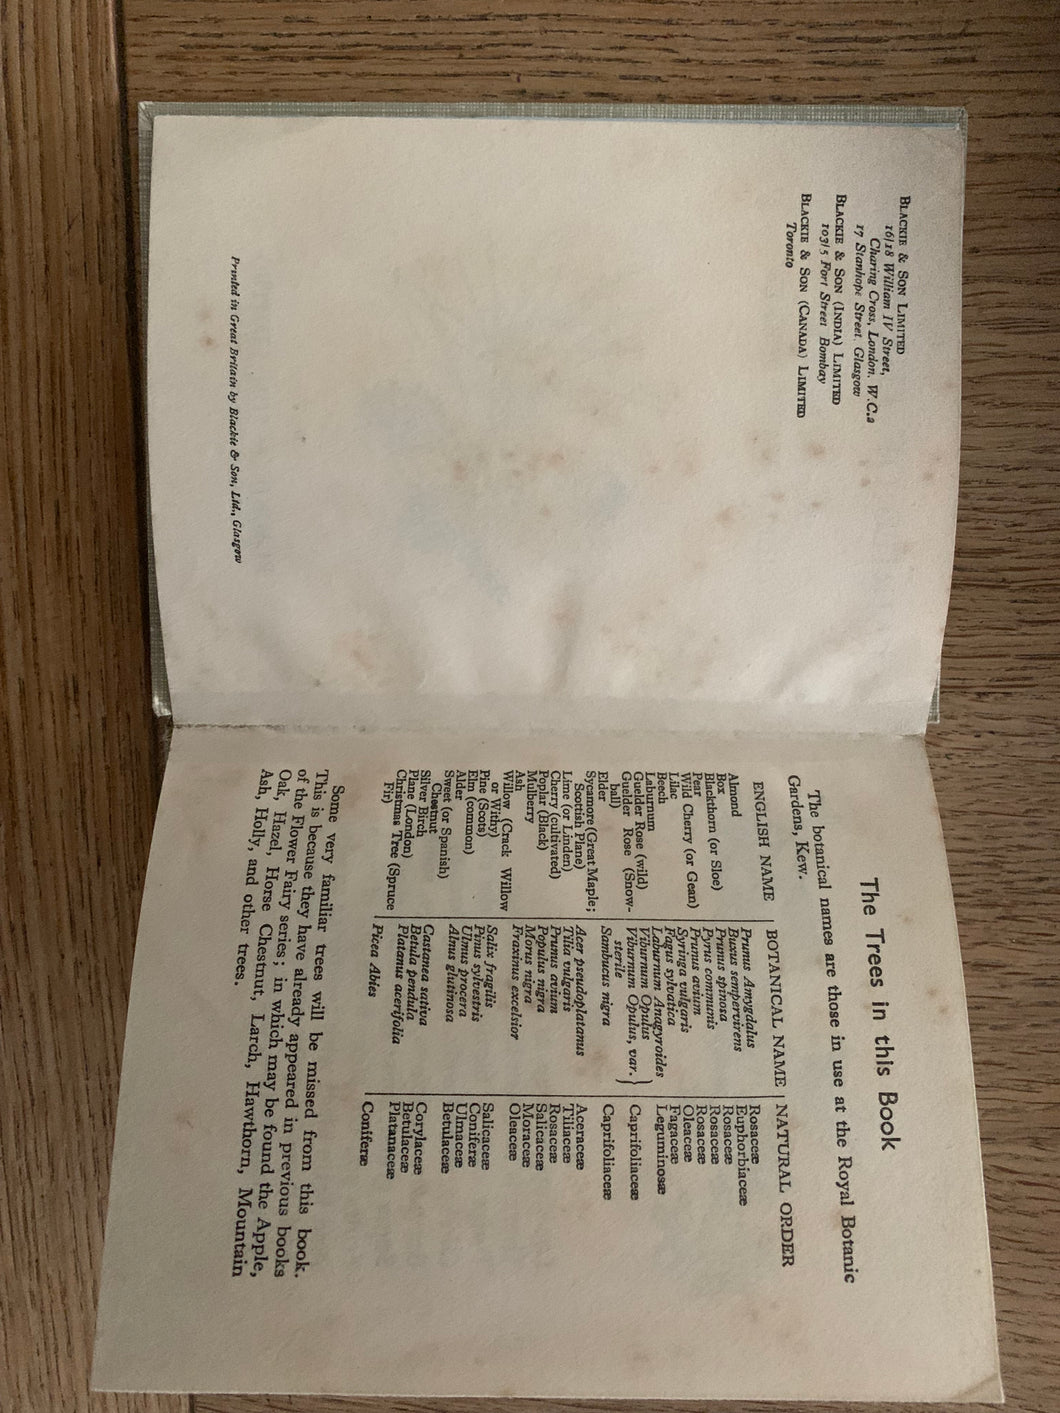 BLACKIE & SON LIMITED
16/18 William IV Street,
Charing Cross, London. W.C.2
17 Stanhope Street. Glasgow
BLACKIE & SON (INDIA) LIMITED
103/5 Fort Street Bombay
BLACKIE & SON (CANADA) LIMITED
Toronto
Printed in Great Britain by Blackie & Son, Ltd., Glasgow
The Trees in this Book
The botanical names are those in use at the Royal Botanic
Gardens, Kew.
ENGLISH NAME BOTANICAL NAME NATURAL ORDER
Almond Prunus Amygdalus Rosaceæ
Box Buxus sempervirens Euphorbiaceæ
Blackthorn (or Sloe) Prunus spinosa Rosaceæ
Pear Pyrus communis Rosaceæ
Wild Cherry (or Gean) Prunus avium Rosaceæ
Lilac Syringa vulgaris Oleaceæ
Beech Fagus sylvatica Fagaceæ
Laburnum Laburnum Anagyroides Leguminosæ
Guelder Rose (wild) Viburnum Opulus
Guelder Rose (Snow- Viburnum Opulus, var. } Caprifoliaceæ
ball) sterile
Elder Sambucus nigra Caprifoliaceæ
Sycamore (Great Maple;
Scottish Plane) Acer pseudoplatanus Aceraceæ
Lime (or Linden) Tilia vulgaris Tiliaceæ
Cherry (cultivated) Prunus avium Rosaceæ
Poplar (Black) Populus nigra Salicaceæ
Mulberry Morus nigra Moraceæ
Ash Fraxinus excelsior Oleaceæ
Willow (Crack Willow
or Withy) Salix fragilis Salicaceæ
Pine (Scots) Pinus sylvestris Coniferæ
Elm (common) Ulmus procera Ulmaceæ
Alder Alnus glutinosa Betulaceæ
Sweet (or Spanish)
Chestnut Castanea sativa Corylaceæ
Silver Birch Betula pendula Betulaceæ
Plane (London) Platanus acerifolia Platanaceæ
Christmas Tree (Spruce
Fir) Picea Abies Coniferæ
Some very familiar trees will be missed from this book.
This is because they have already appeared in previous books
of the Flower Fairy series; in which may be found the Apple,
Oak, Hazel, Horse Chestnut, Larch, Hawthorn, Mountain
Ash, Holly, and other trees.